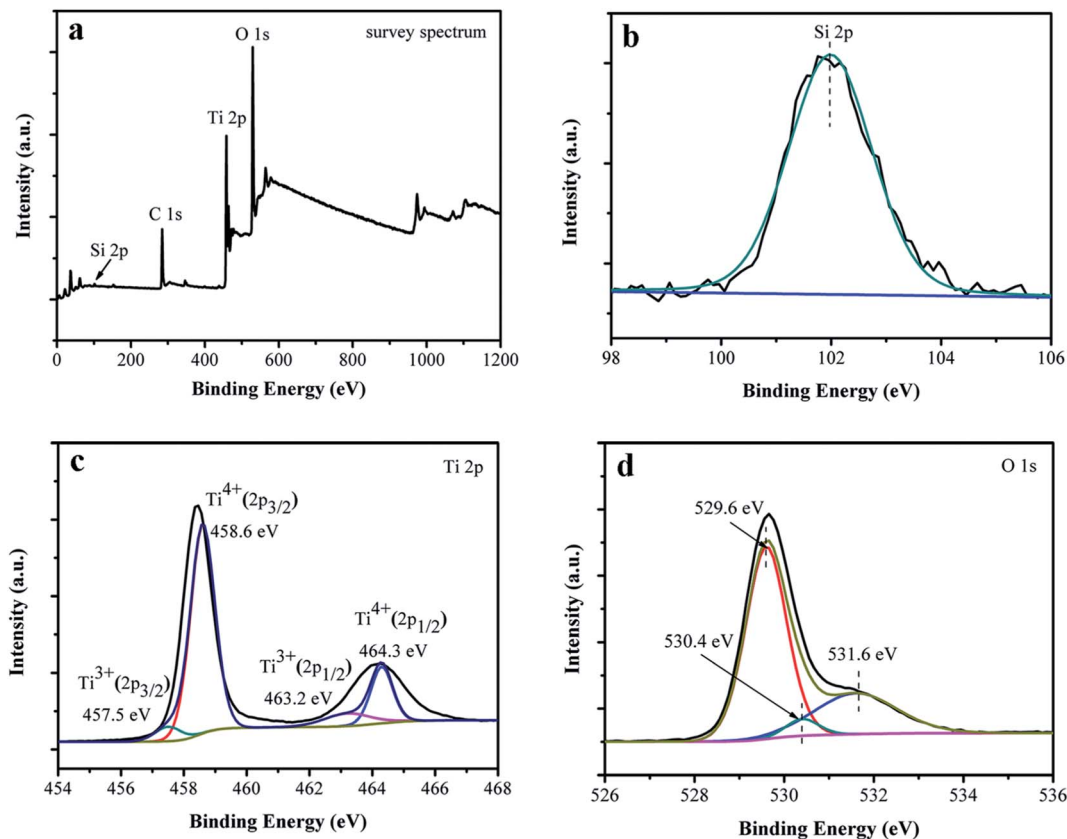 a
survey spectrum
O 1s
Ti 2p
C 1s
Si 2p
Intensity (a.u.)
0 200 400 600 800 1000 1200
Binding Energy (eV)
b
Si 2p
Intensity (a.u.)
98 100 102 104 106
Binding Energy (eV)
c
Ti 2p
Ti4+(2p3/2)
458.6 eV
Ti4+(2p1/2)
464.3 eV
Ti3+(2p1/2)
463.2 eV
Ti3+(2p3/2)
457.5 eV
Intensity (a.u.)
454 456 458 460 462 464 466 468
Binding Energy (eV)
d
O 1s
529.6 eV
530.4 eV
531.6 eV
Intensity (a.u.)
526 528 530 532 534 536
Binding Energy (eV)